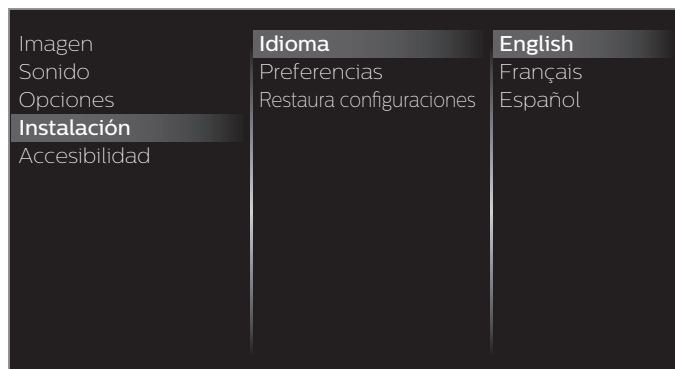 Imagen
Sonido
Opciones
Instalación
Accesibilidad
Idioma
Preferencias
Restaura configuraciones
English
Français
Español